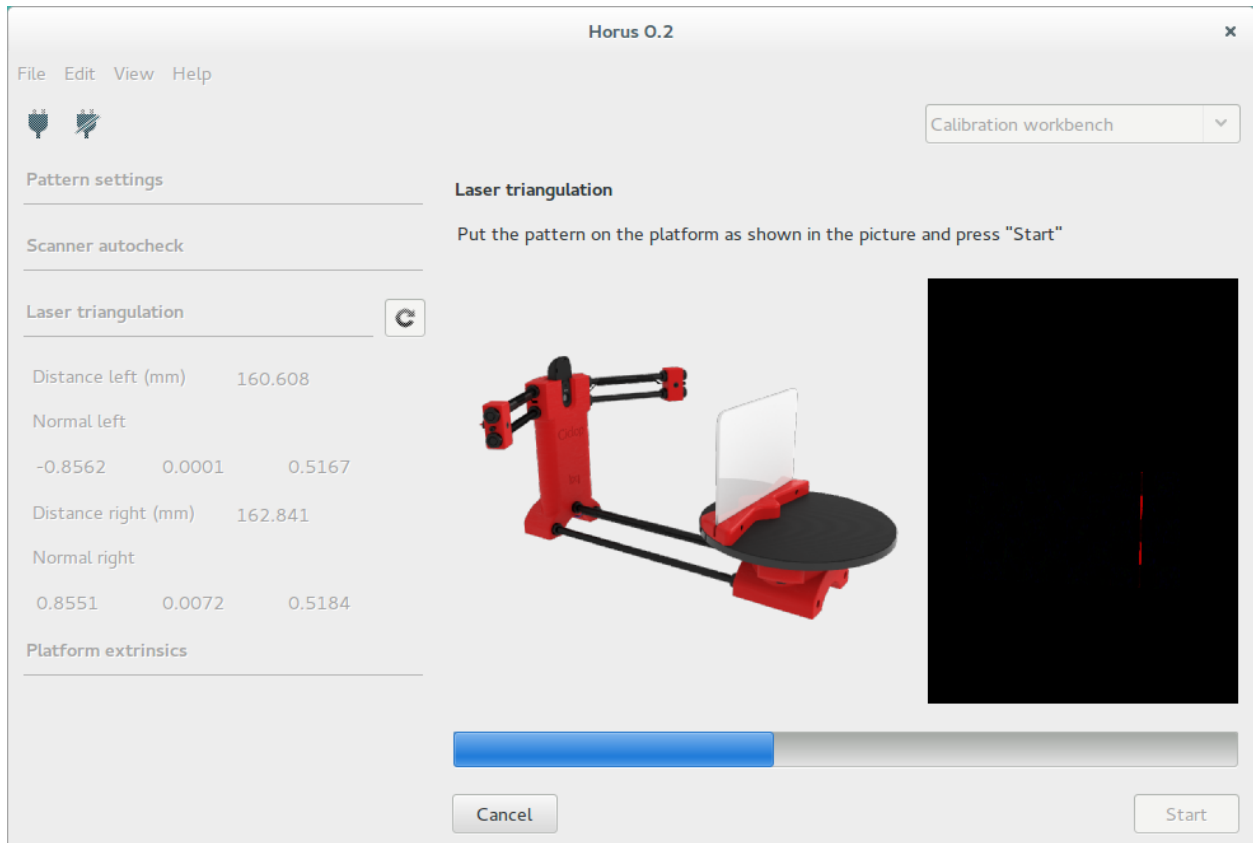 Horus 0.2
File Edit View Help
Calibration workbench
Pattern settings
Scanner autocheck
Laser triangulation
Distance left (mm) 160.608
Normal left
-0.8562 0.0001 0.5167
Distance right (mm) 162.841
Normal right
0.8551 0.0072 0.5184
Platform extrinsics
Laser triangulation
Put the pattern on the platform as shown in the picture and press "Start"
Ciclop
Cancel
Start